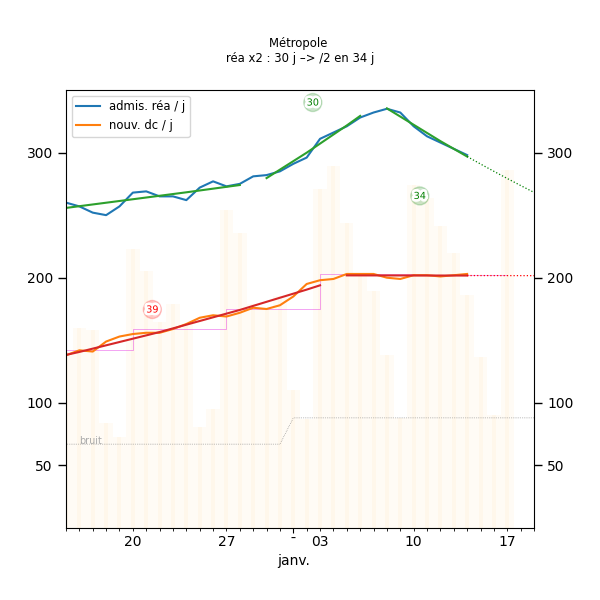 Métropole
réa x2 : 30 j –> /2 en 34 j
admis. réa / j
nouv. dc / j
30
34
39
bruit
300
200
100
50
300
200
100
50
20
27
-
03
10
17
janv.